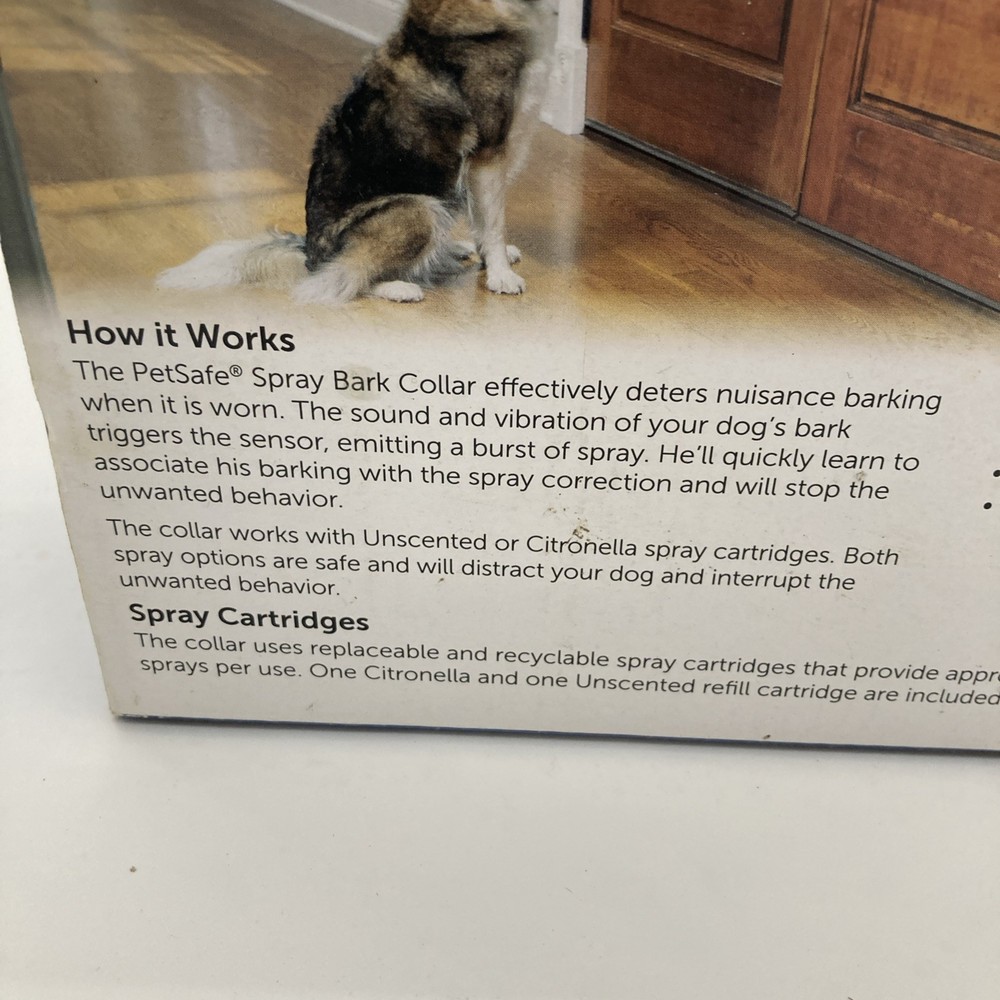 How it Works
The PetSafe® Spray Bark Collar effectively deters nuisance barking
when it is worn. The sound and vibration of your dog's bark
triggers the sensor, emitting a burst of spray. He'll quickly learn to
associate his barking with the spray correction and will stop the
unwanted behavior.
The collar works with Unscented or Citronella spray cartridges. Both
spray options are safe and will distract your dog and interrupt the
unwanted behavior.
Spray Cartridges
The collar uses replaceable and recyclable spray cartridges that provide
sprays per use. One Citronella and one Unscented refill cartridge are included